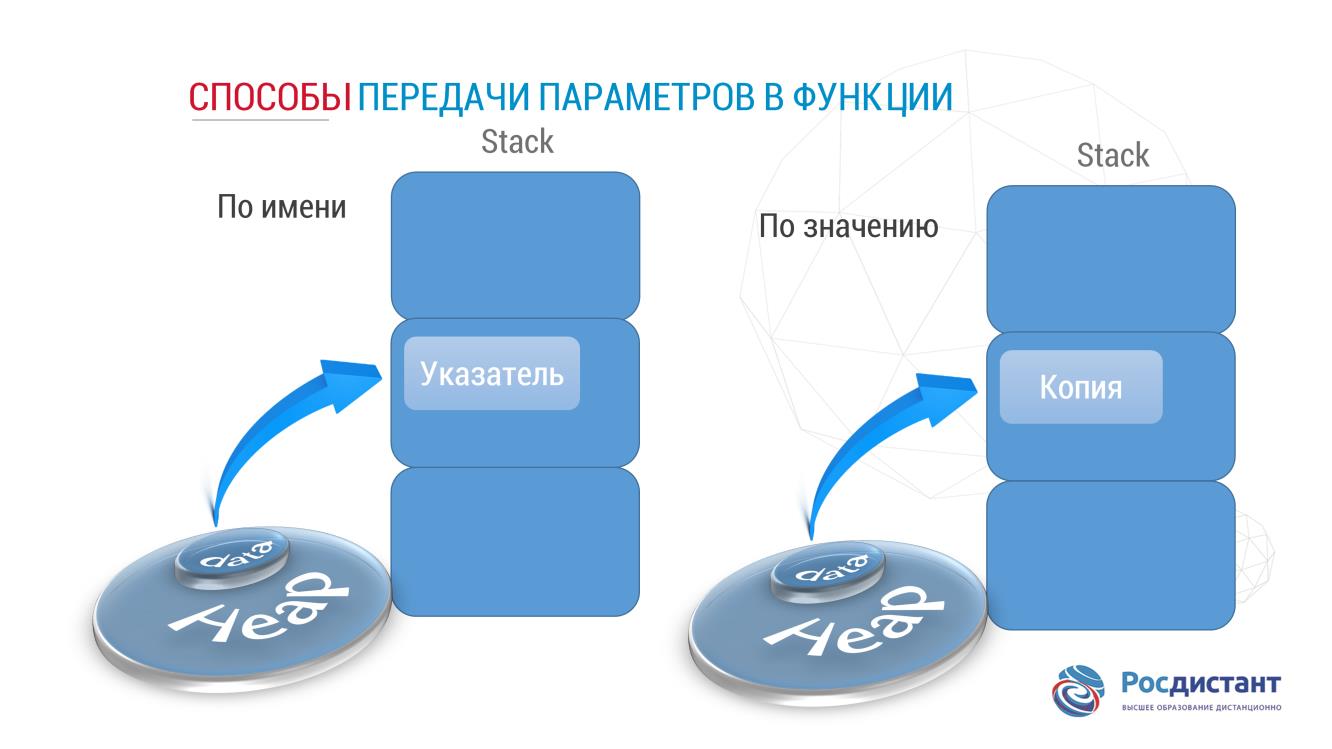 СПОСОБЫ ПЕРЕДАЧИ ПАРАМЕТРОВ В ФУНКЦИИ
Stack
По имени
Указатель
data
Heap
Stack
По значению
Копия
data
Heap
Росдистант
ВЫСШЕЕ ОБРАЗОВАНИЕ ДИСТАНЦИОННО